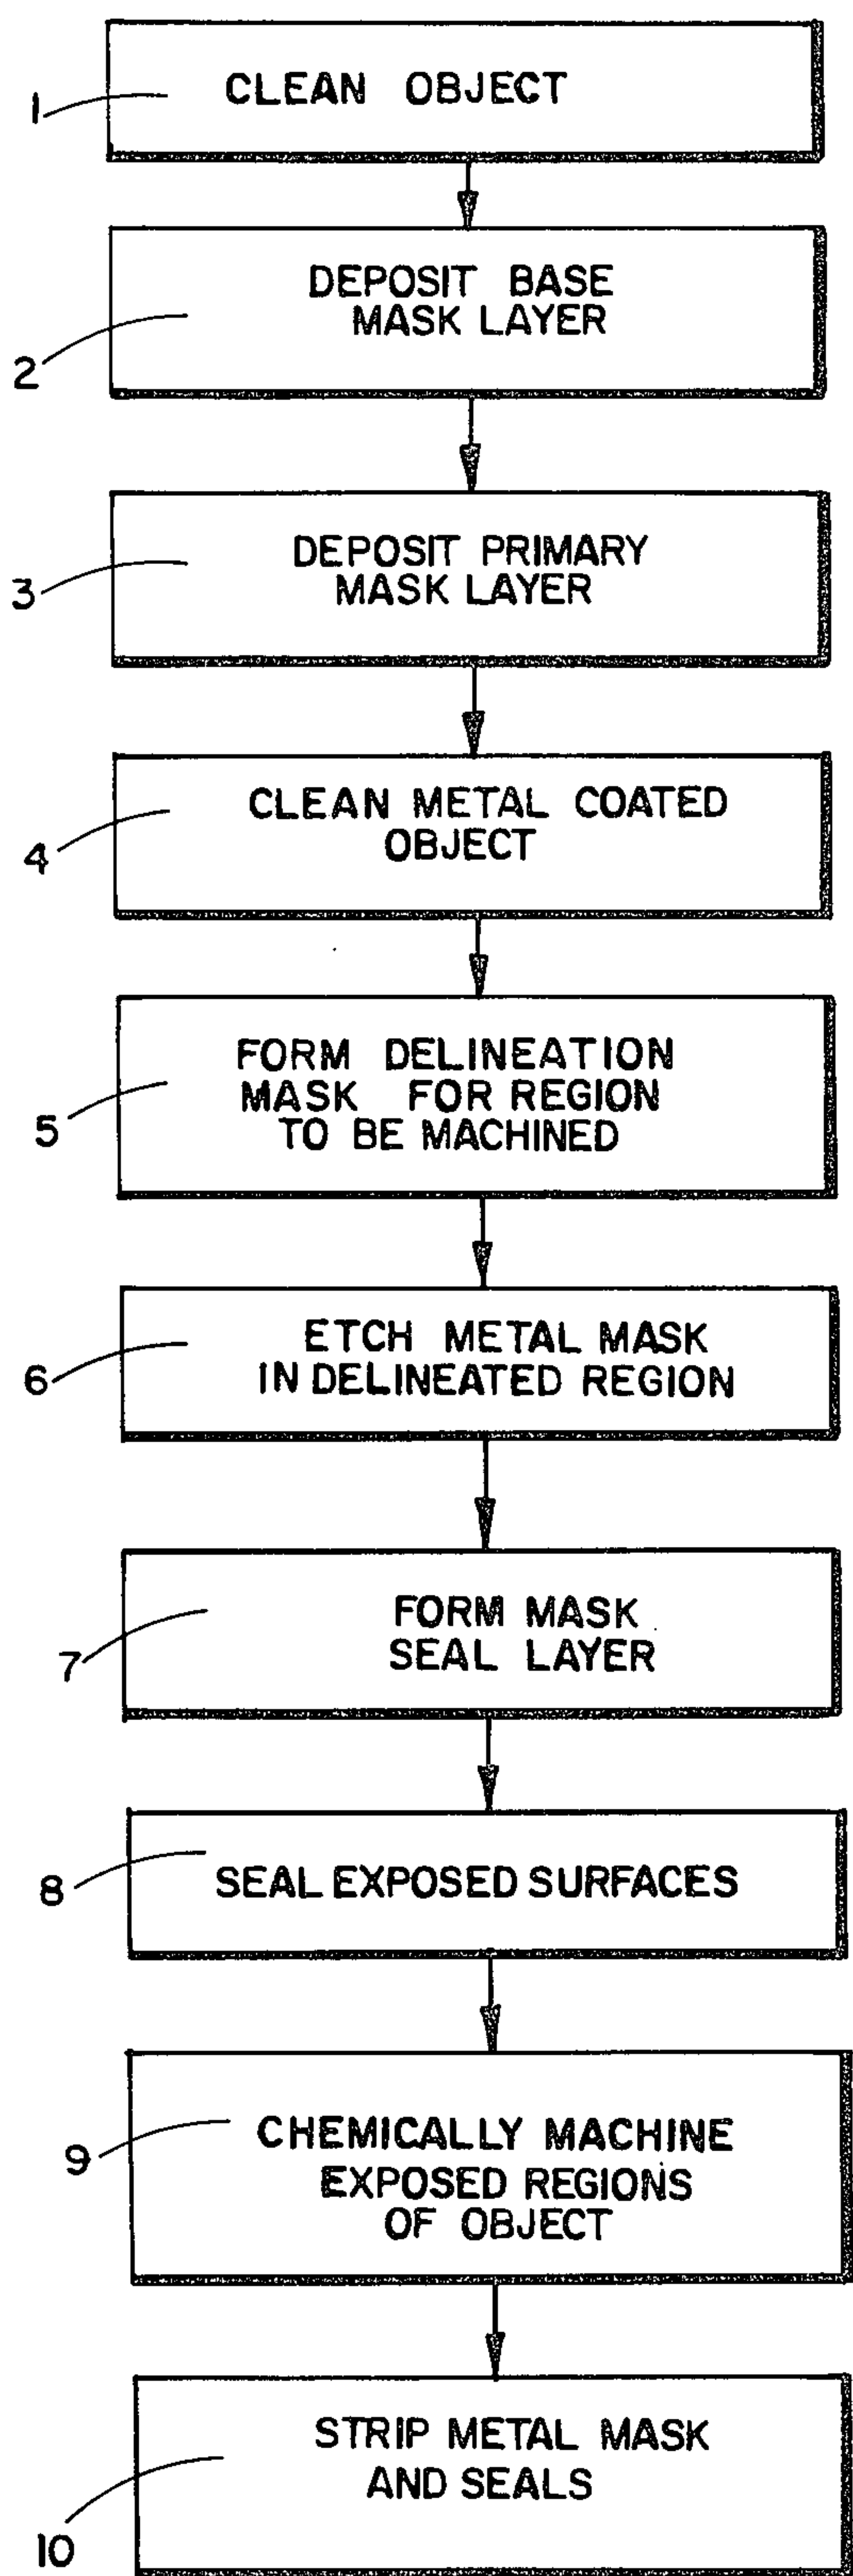 CLEAN OBJECT
1
DEPOSIT BASE
MASK LAYER
2
DEPOSIT PRIMARY
MASK LAYER
3
CLEAN METAL COATED
OBJECT
4
FORM DELINEATION
MASK FOR REGION
TO BE MACHINED
5
ETCH METAL MASK
IN DELINEATED REGION
6
FORM MASK
SEAL LAYER
7
SEAL EXPOSED SURFACES
8
CHEMICALLY MACHINE
EXPOSED REGIONS
OF OBJECT
9
STRIP METAL MASK
AND SEALS
10